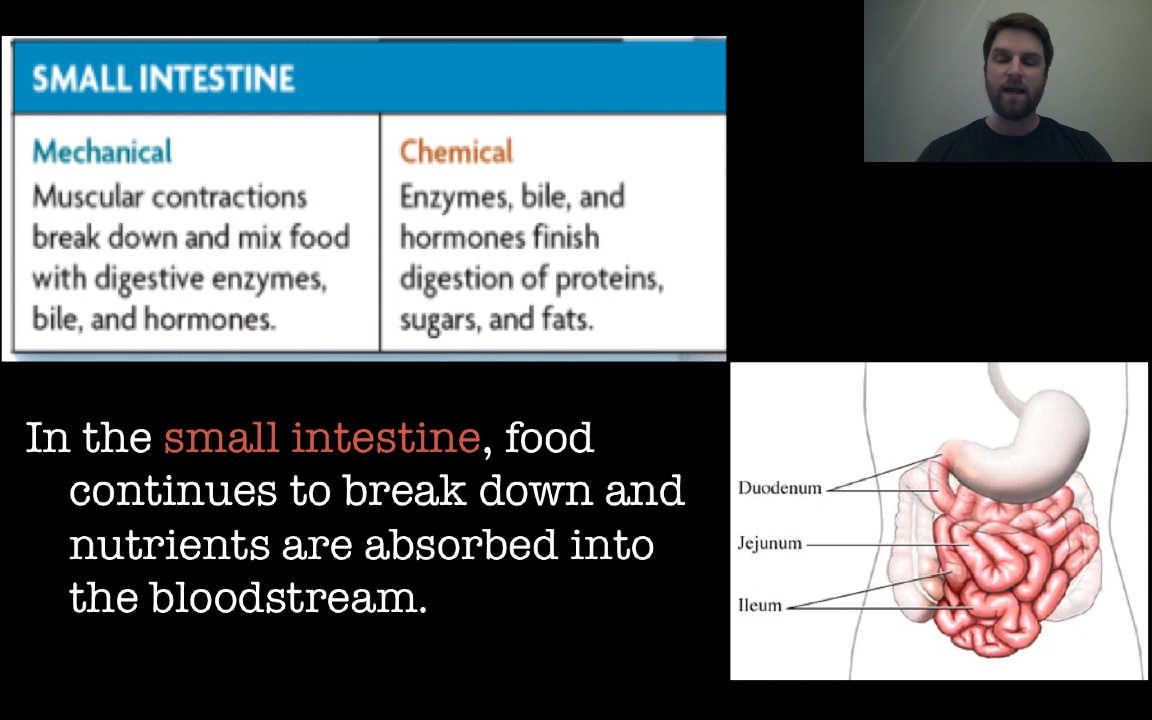 SMALL INTESTINE
Mechanical
Muscular contractions
break down and mix food
with digestive enzymes,
bile, and hormones.
Chemical
Enzymes, bile, and
hormones finish
digestion of proteins,
sugars, and fats.
In the small intestine, food
continues to break down and
nutrients are absorbed into
the bloodstream.
Duodenum
Jejunum
Ileum